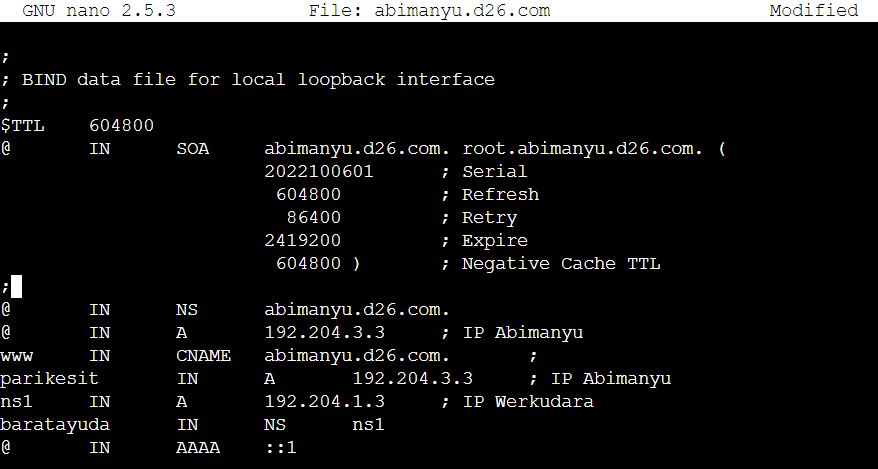 GNU nano 2.5.3 File: abimanyu.d26.com Modified
;
; BIND data file for local loopback interface
;
$TTL 604800
@ IN SOA abimanyu.d26.com. root.abimanyu.d26.com. (
2022100601 ; Serial
604800 ; Refresh
86400 ; Retry
2419200 ; Expire
604800 ) ; Negative Cache TTL
;
@ IN NS abimanyu.d26.com.
@ IN A 192.204.3.3 ; IP Abimanyu
www IN CNAME abimanyu.d26.com. ;
parikesit IN A 192.204.3.3 ; IP Abimanyu
ns1 IN A 192.204.1.3 ; IP Werkudara
baratayuda IN NS ns1
@ IN AAAA ::1